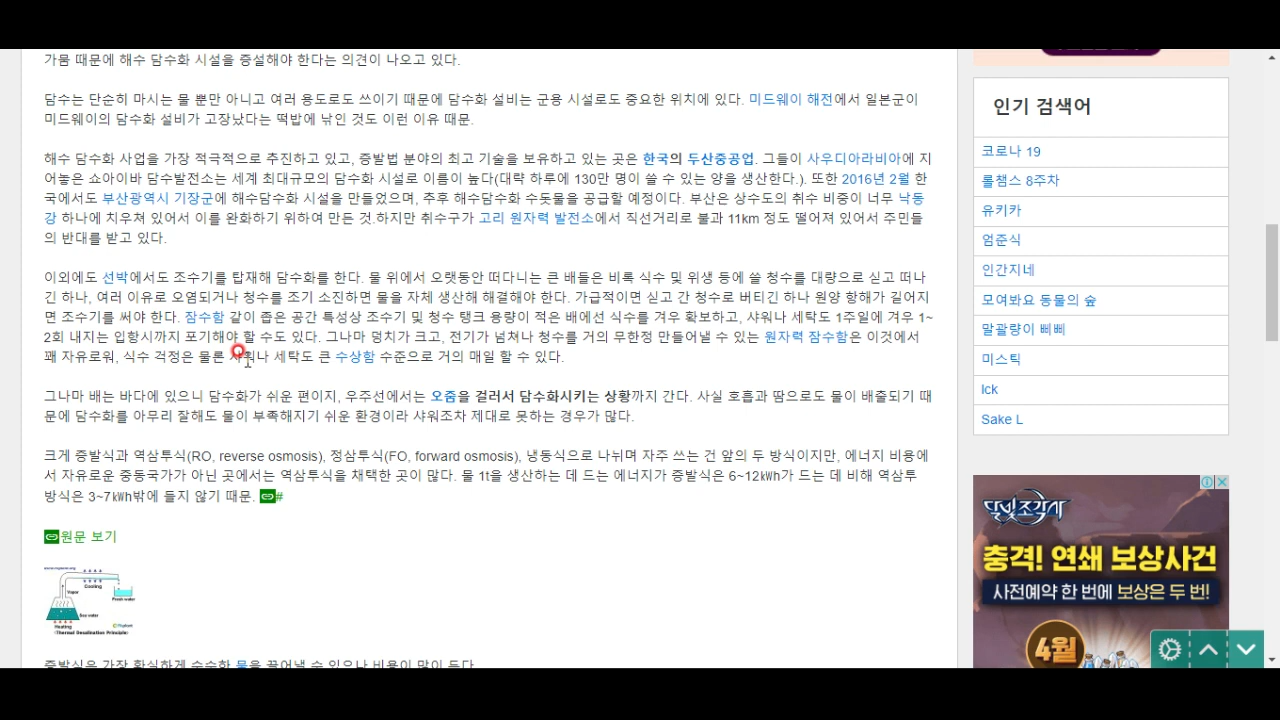 가뭄 때문에 해수 담수화 시설을 증설해야 한다는 의견이 나오고 있다.
담수는 단순히 마시는 물 뿐만 아니고 여러 용도로도 쓰이기 때문에 담수화 설비는 군용 시설로도 중요한 위치에 있다. 미드웨이 해전에서 일본군이
미드웨이의 담수화 설비가 고장났다는 떡밥에 낚인 것도 이런 이유 때문.
해수 담수화 사업을 가장 적극적으로 추진하고 있고, 증발법 분야의 최고 기술을 보유하고 있는 곳은 한국의 두산중공업. 그들이 사우디아라비아에 지
어놓은 쇼아이바 담수발전소는 세계 최대규모의 담수화 시설로 이름이 높다(대략 하루에 130만 명이 쓸 수 있는 양을 생산한다.). 또한 2016년 2월 한
국에서도 부산광역시 기장군에 해수담수화 시설을 만들었으며, 추후 해수담수화 수돗물을 공급할 예정이다. 부산은 상수도의 취수 비중이 너무 낙동
강 하나에 치우쳐 있어서 이를 완화하기 위하여 만든 것.하지만 취수구가 고리 원자력 발전소에서 직선거리로 불과 11km 정도 떨어져 있어서 주민들
의 반대를 받고 있다.
이외에도 선박에서도 조수기를 탑재해 담수화를 한다. 물 위에서 오랫동안 떠다니는 큰 배들은 비록 식수 및 위생 등에 쓸 청수를 대량으로 싣고 떠나
긴 하나, 여러 이유로 오염되거나 청수를 조기 소진하면 물을 자체 생산해 해결해야 한다. 가급적이면 싣고 간 청수로 버티긴 하나 원양 항해가 길어지
면 조수기를 써야 한다. 잠수함 같이 좁은 공간 특성상 조수기 및 청수 탱크 용량이 적은 배에선 식수를 겨우 확보하고, 샤워나 세탁도 1주일에 겨우 1~
2회 내지는 입항시까지 포기해야 할 수도 있다. 그나마 덩치가 크고, 전기가 넘쳐나 청수를 거의 무한정 만들어낼 수 있는 원자력 잠수함은 이것에서
꽤 자유로워, 식수 걱정은 물론 샤워나 세탁도 큰 수상함 수준으로 거의 매일 할 수 있다.
그나마 배는 바다에 있으니 담수화가 쉬운 편이지, 우주선에서는 오줌을 걸러서 담수화시키는 상황까지 간다. 사실 호흡과 땀으로도 물이 배출되기 때
문에 담수화를 아무리 잘해도 물이 부족해지기 쉬운 환경이라 샤워조차 제대로 못하는 경우가 많다.
크게 증발식과 역삼투식(RO, reverse osmosis), 정삼투식(FO, forward osmosis), 냉동식으로 나뉘며 자주 쓰는 건 앞의 두 방식이지만, 에너지 비용에
서 자유로운 중동국가가 아닌 곳에서는 역삼투식을 채택한 곳이 많다. 물 1t을 생산하는 데 드는 에너지가 증발식은 6~12㎾h가 드는 데 비해 역삼투
방식은 3~7㎾h밖에 들지 않기 때문. #
원문 보기
Cooling
Vapor
Fresh water
Sea water
Heating
(Thermal Desalination Principle)
증발식은 가장 확실하게 순수한 물을 끌어낼 수 있으나 비용이 많이 든다.
인기 검색어
코로나 19
롤챔스 8주차
유키카
엄준식
인간지네
모여봐요 동물의 숲
말괄량이 삐삐
미스틱
Ick
Sake L
달빛조각사
충격! 연쇄 보상사건
사전예약 한 번에 보상은 두 번!
4월